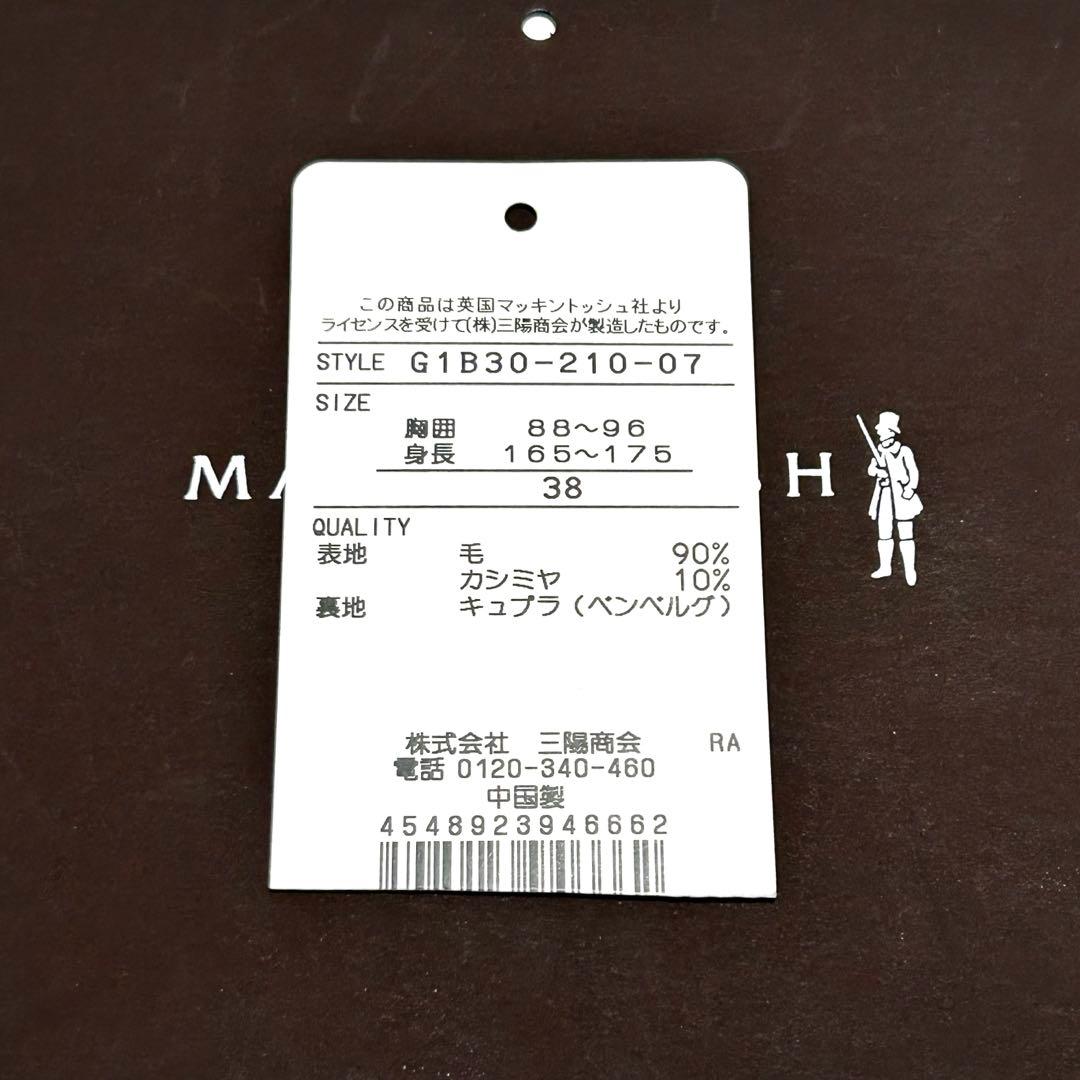 この商品は英国マッキントッシュ社より
ライセンスを受けて(株)三陽商会が製造したものです。
STYLE G1B30-210-07
SIZE
胸囲 88〜96
身長 165〜175
38
QUALITY
表地 毛 90%
カシミヤ 10%
裏地 キュプラ(ベンベルグ)
株式会社 三陽商会 RA
電話 0120-340-460
中国製
4548923946662